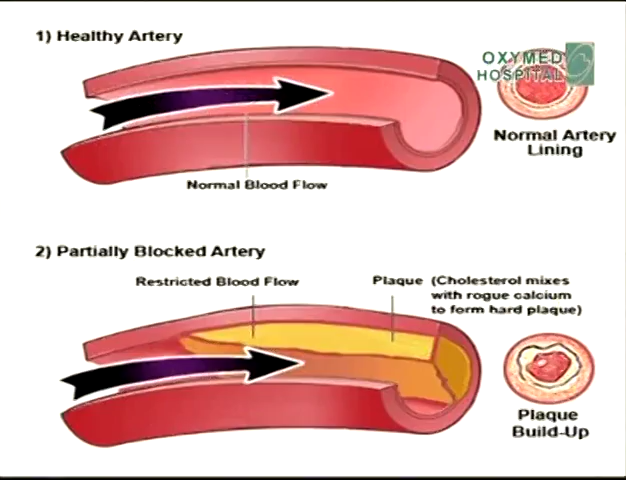 1) Healthy Artery
OXYMED
HOSPITAL
Normal Artery
Lining
Normal Blood Flow
2) Partially Blocked Artery
Restricted Blood Flow
Plaque (Cholesterol mixes
with rogue calcium
to form hard plaque)
Plaque
Build-Up